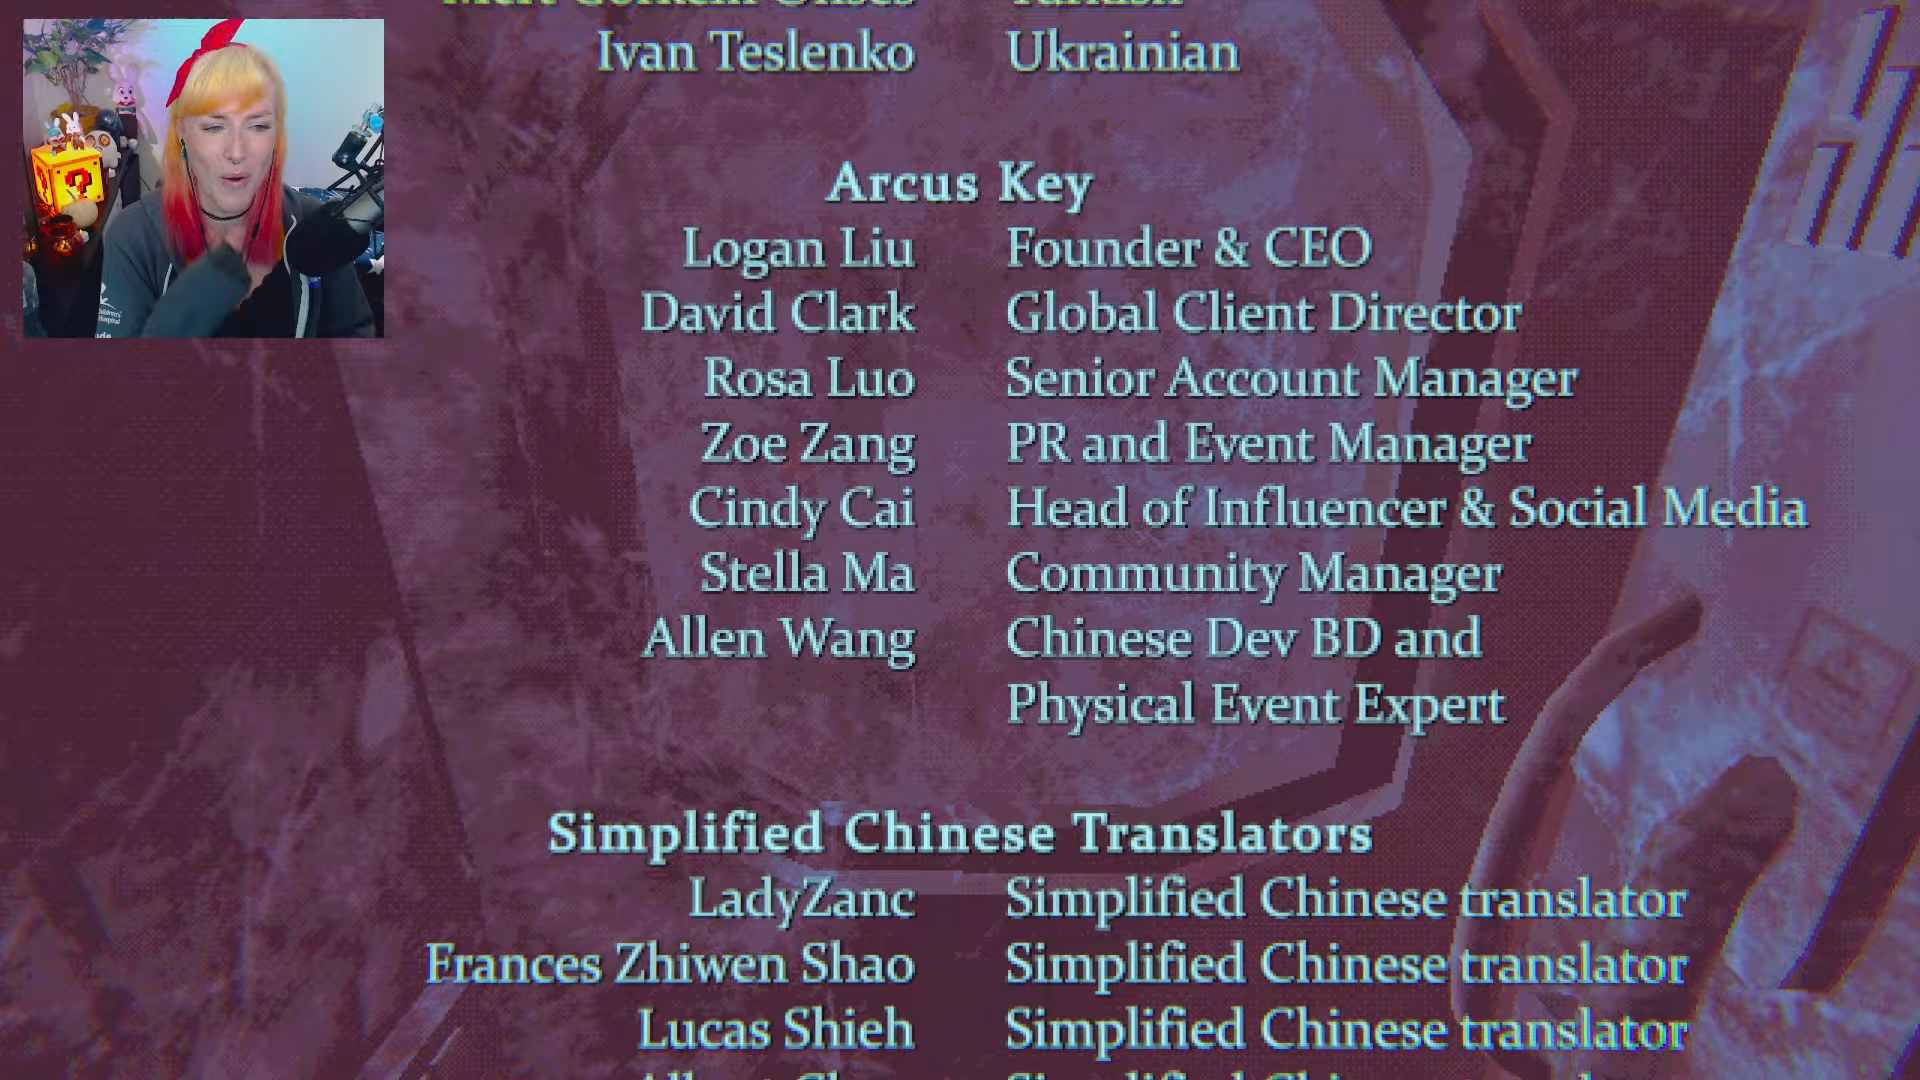 Ivan Teslenko Ukrainian
Arcus Key
Logan Liu Founder & CEO
David Clark Global Client Director
Rosa Luo Senior Account Manager
Zoe Zang PR and Event Manager
Cindy Cai Head of Influencer & Social Media
Stella Ma Community Manager
Allen Wang Chinese Dev BD and
Physical Event Expert
Simplified Chinese Translators
LadyZanc Simplified Chinese translator
Frances Zhiwen Shao Simplified Chinese translator
Lucas Shieh Simplified Chinese translator